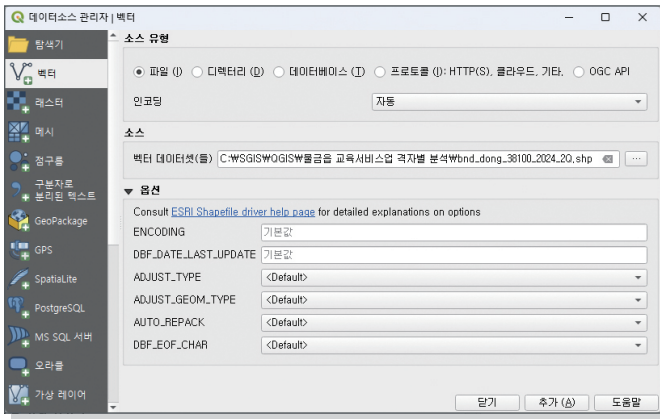 데이터소스 관리자 | 벡터
탐색기
벡터
래스터
메시
점구름
구분자로
분리된 텍스트
GeoPackage
GPS
SpatiaLite
PostgreSQL
MS SQL 서버
오라클
가상 레이어
소스 유형
파일 (I) 디렉터리 (D) 데이터베이스 (T) 프로토콜 (I): HTTP(S), 클라우드, 기타, OGC API
인코딩 자동
소스
벡터 데이터셋(들) C:₩SGIS₩QGIS₩물금읍 교육서비스업 격자별 분석₩bnd_dong_38100_2024_2Q.shp ...
▼ 옵션
Consult ESRI Shapefile driver help page for detailed explanations on options
ENCODING 기본값
DBF_DATE_LAST_UPDATE 기본값
ADJUST_TYPE <Default>
ADJUST_GEOM_TYPE <Default>
AUTO_REPACK <Default>
DBF_EOF_CHAR <Default>
닫기 추가 (A) 도움말